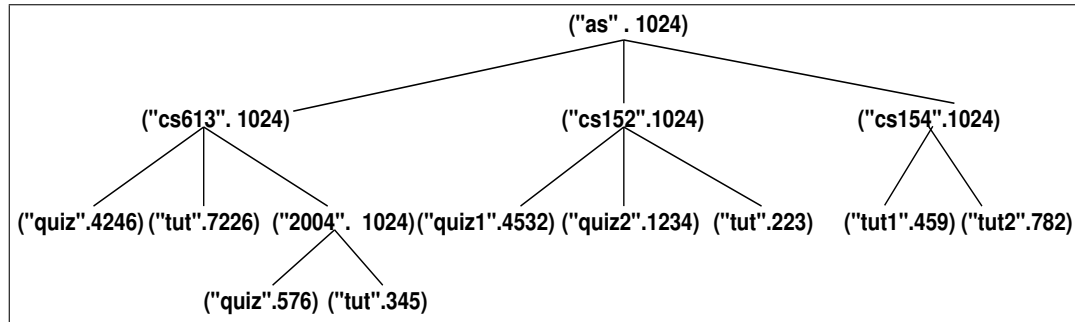 ("as" . 1024)
("cs613". 1024) ("cs152".1024) ("cs154".1024)
("quiz".4246) ("tut".7226) ("2004". 1024) ("quiz1".4532) ("quiz2".1234) ("tut".223) ("tut1".459) ("tut2".782)
("quiz".576) ("tut".345)